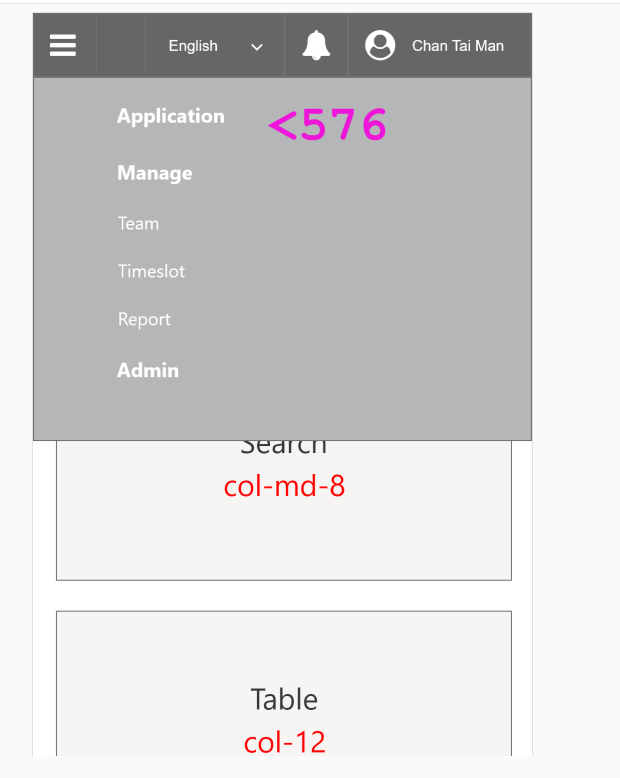 English
Chan Tai Man
Application
<576
Manage
Team
Timeslot
Report
Admin
Search
col-md-8
Table
col-12